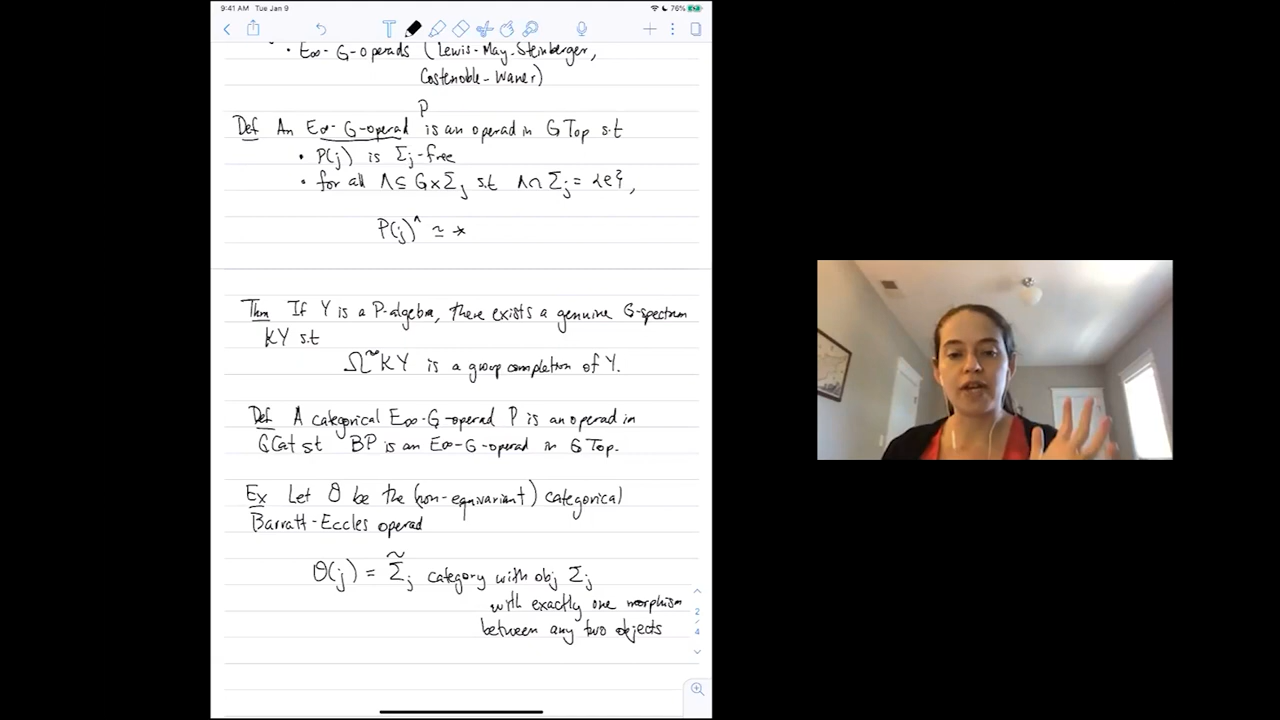 9:41 AM Tue Jan 9
76%
• E∞-G-operads (Lewis-May-Steinberger,
Costenoble-Waner)
P
Def An E∞-G-operad is an operad in GTop s.t
• P(j) is Σj-free
• for all Λ ⊆ G×Σj s.t Λ∩Σj = {e},
P(j)^Λ ≃ *
Thm If Y is a P-algebra, there exists a genuine G-spectrum
KY s.t
Ω^∞ KY is a group completion of Y.
Def A categorical E∞-G-operad P is an operad in
GCat st BP is an E∞-G-operad in GTop.
Ex Let O be the (non-equivariant) categorical
Barratt-Eccles operad
O(j) = Σ̃j category with obj Σj
with exactly one morphism
between any two objects
2
/
4